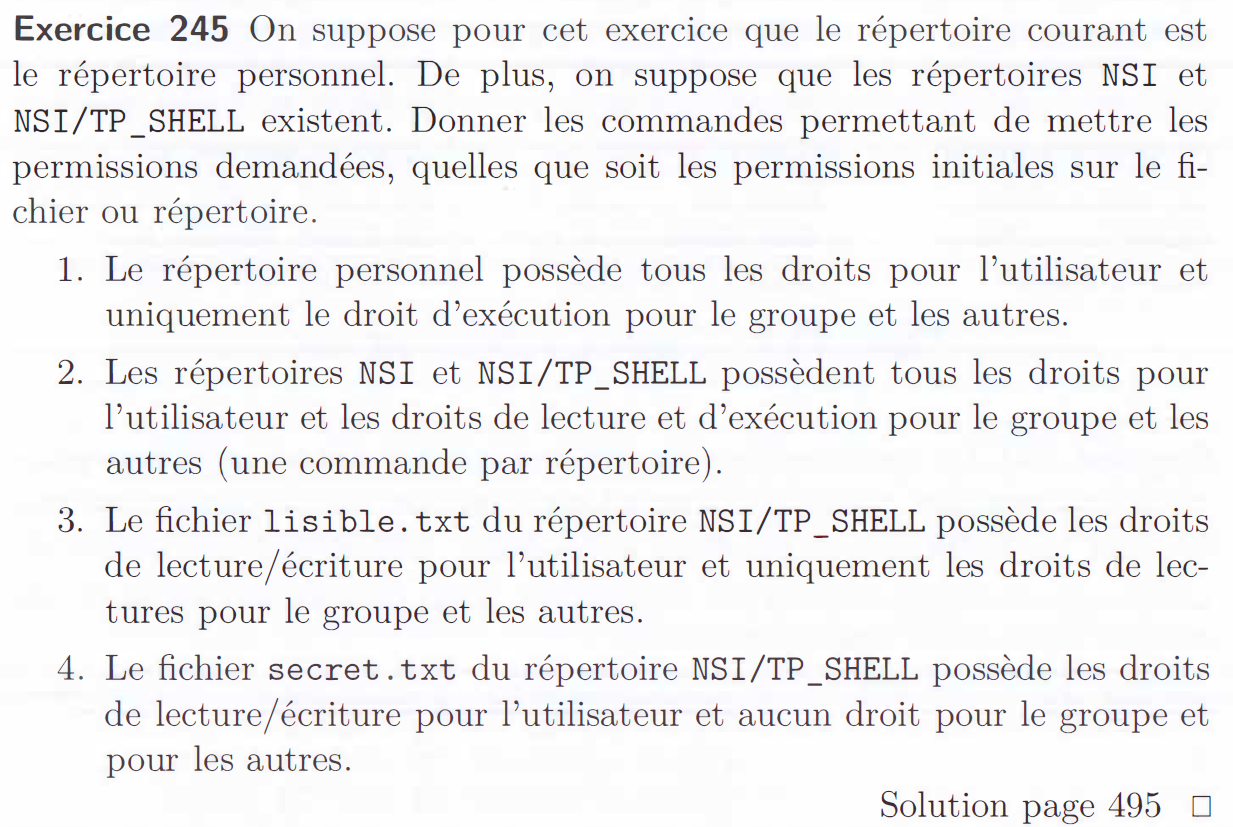 Exercice 245 On suppose pour cet exercice que le répertoire courant est
le répertoire personnel. De plus, on suppose que les répertoires NSI et
NSI/TP_SHELL existent. Donner les commandes permettant de mettre les
permissions demandées, quelles que soit les permissions initiales sur le fi-
chier ou répertoire.
1. Le répertoire personnel possède tous les droits pour l'utilisateur et
uniquement le droit d'exécution pour le groupe et les autres.
2. Les répertoires NSI et NSI/TP_SHELL possèdent tous les droits pour
l'utilisateur et les droits de lecture et d'exécution pour le groupe et les
autres (une commande par répertoire).
3. Le fichier lisible.txt du répertoire NSI/TP_SHELL possède les droits
de lecture/écriture pour l'utilisateur et uniquement les droits de lec-
tures pour le groupe et les autres.
4. Le fichier secret.txt du répertoire NSI/TP_SHELL possède les droits
de lecture/écriture pour l'utilisateur et aucun droit pour le groupe et
pour les autres.
Solution page 495 □